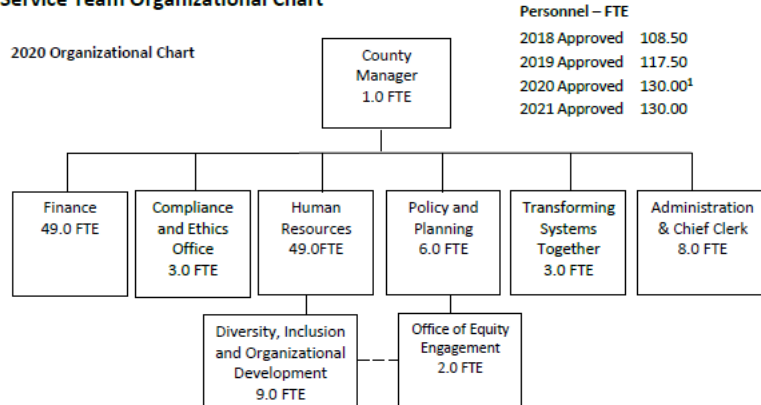 Service Team Organizational Chart
Personnel – FTE
2018 Approved 108.50
2019 Approved 117.50
2020 Approved 130.00¹
2021 Approved 130.00
2020 Organizational Chart
County
Manager
1.0 FTE
Finance
49.0 FTE
Compliance
and Ethics
Office
3.0 FTE
Human
Resources
49.0FTE
Policy and
Planning
6.0 FTE
Transforming
Systems
Together
3.0 FTE
Administration
& Chief Clerk
8.0 FTE
Diversity, Inclusion
and Organizational
Development
9.0 FTE
Office of Equity
Engagement
2.0 FTE